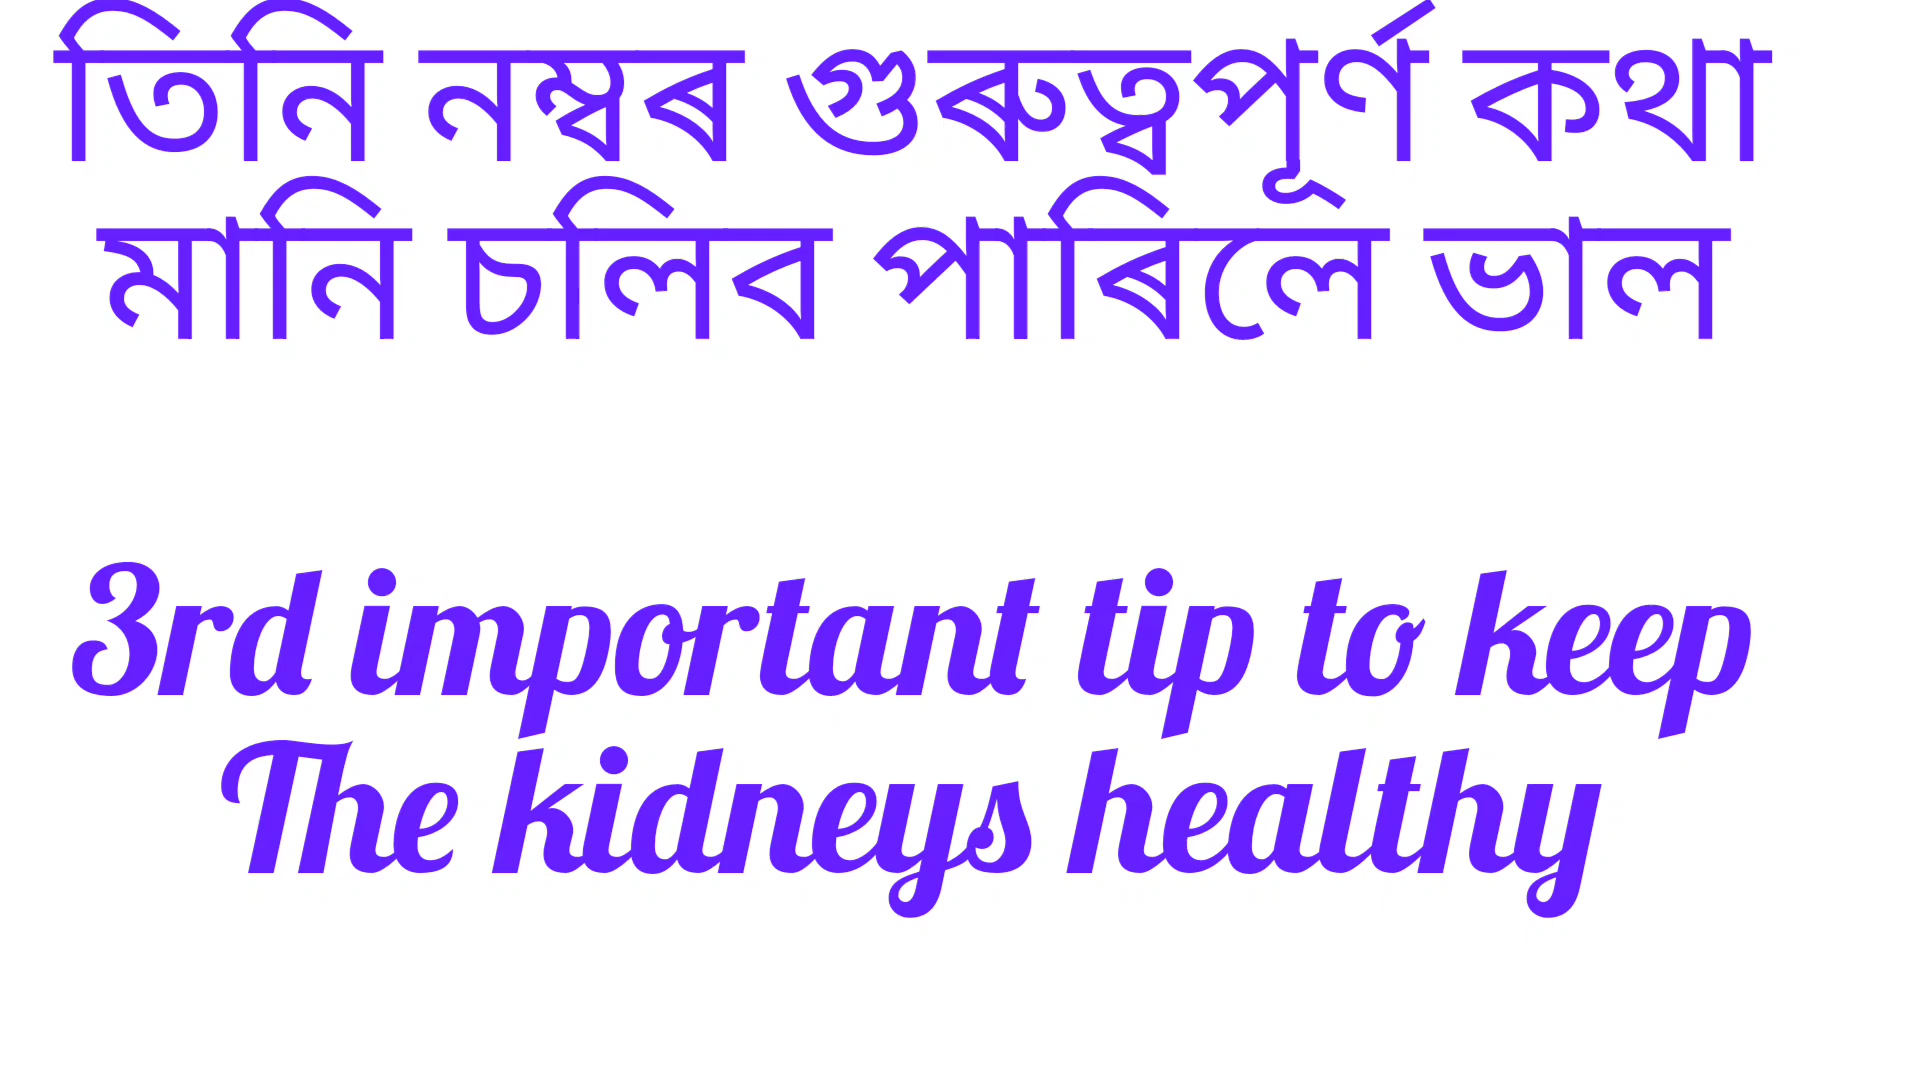 তিনি নম্বৰ গুৰুত্বপূৰ্ণ কথা
মানি চলিব পাৰিলে ভাল
3rd important tip to keep
The kidneys healthy